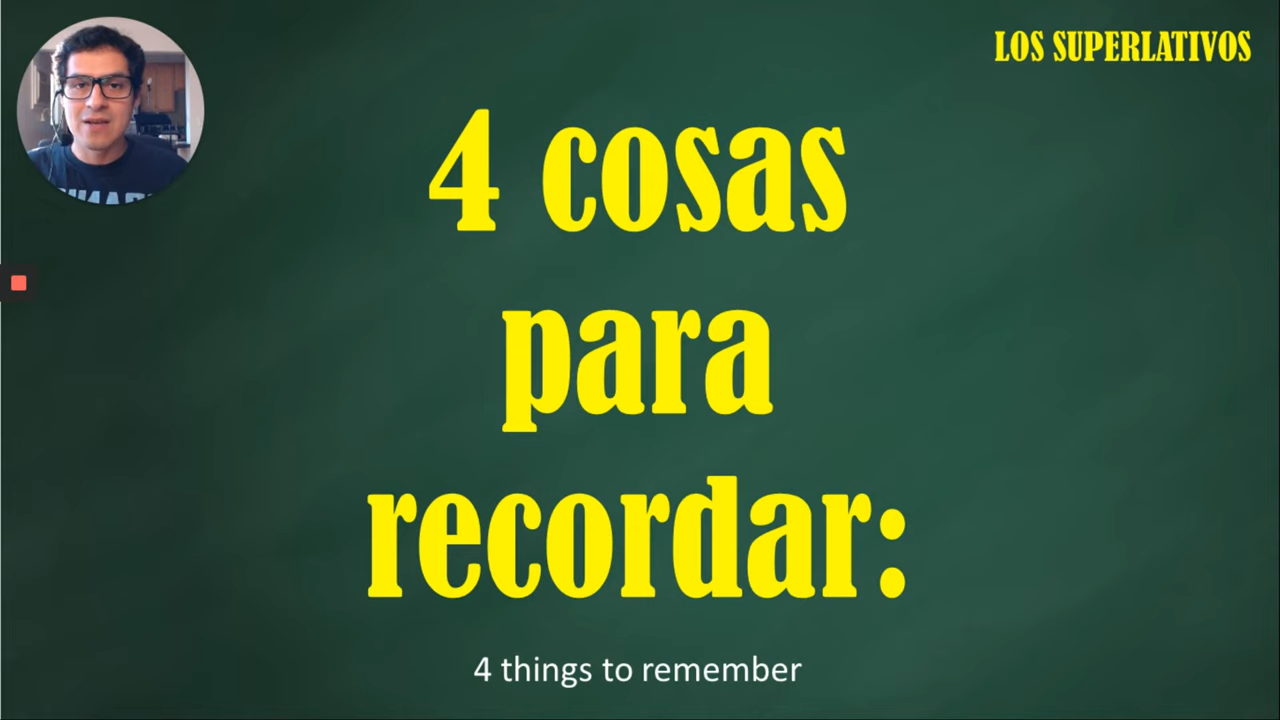 LOS SUPERLATIVOS
4 cosas
para
recordar:
4 things to remember